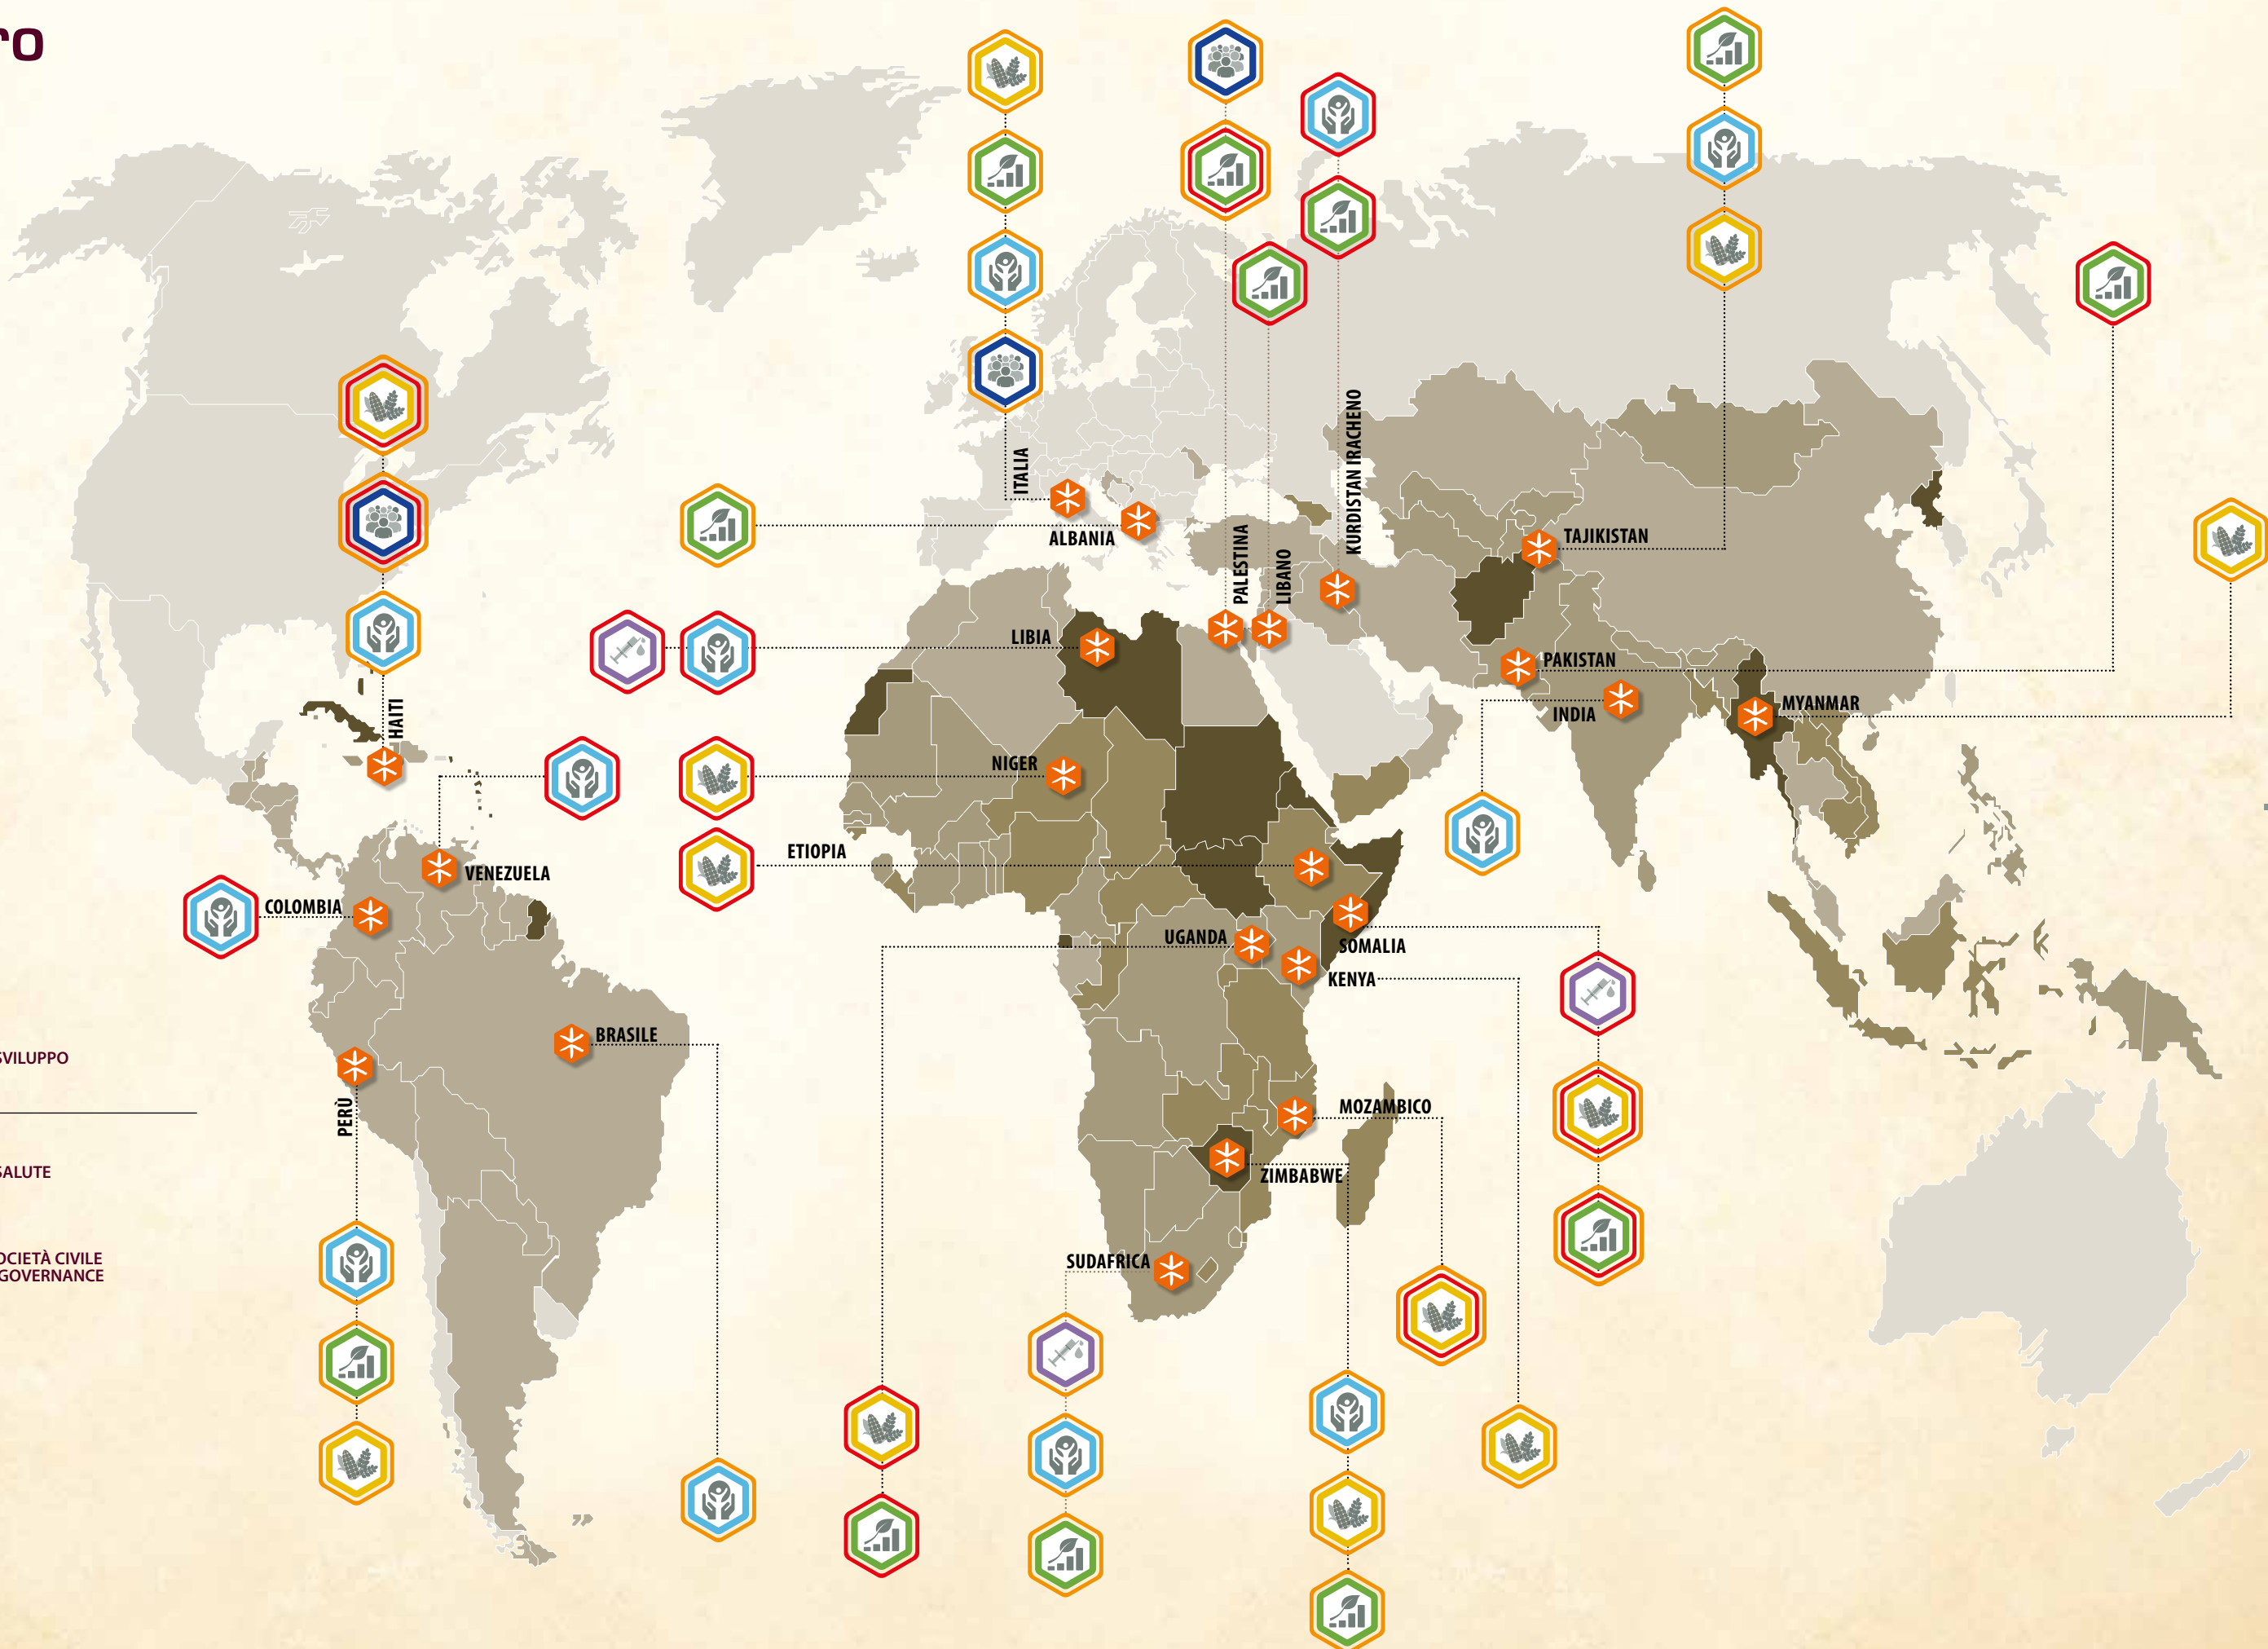 ro
ITALIA
KURDISTAN IRACHENO
ALBANIA
PALESTINA
LIBANO
TAJIKISTAN
LIBIA
PAKISTAN
INDIA
MYANMAR
HAITI
NIGER
ETIOPIA
VENEZUELA
COLOMBIA
UGANDA
SOMALIA
KENYA
BRASILE
SVILUPPO
PERÙ
MOZAMBICO
SALUTE
ZIMBABWE
OCIETÀ CIVILE
GOVERNANCE
SUDAFRICA